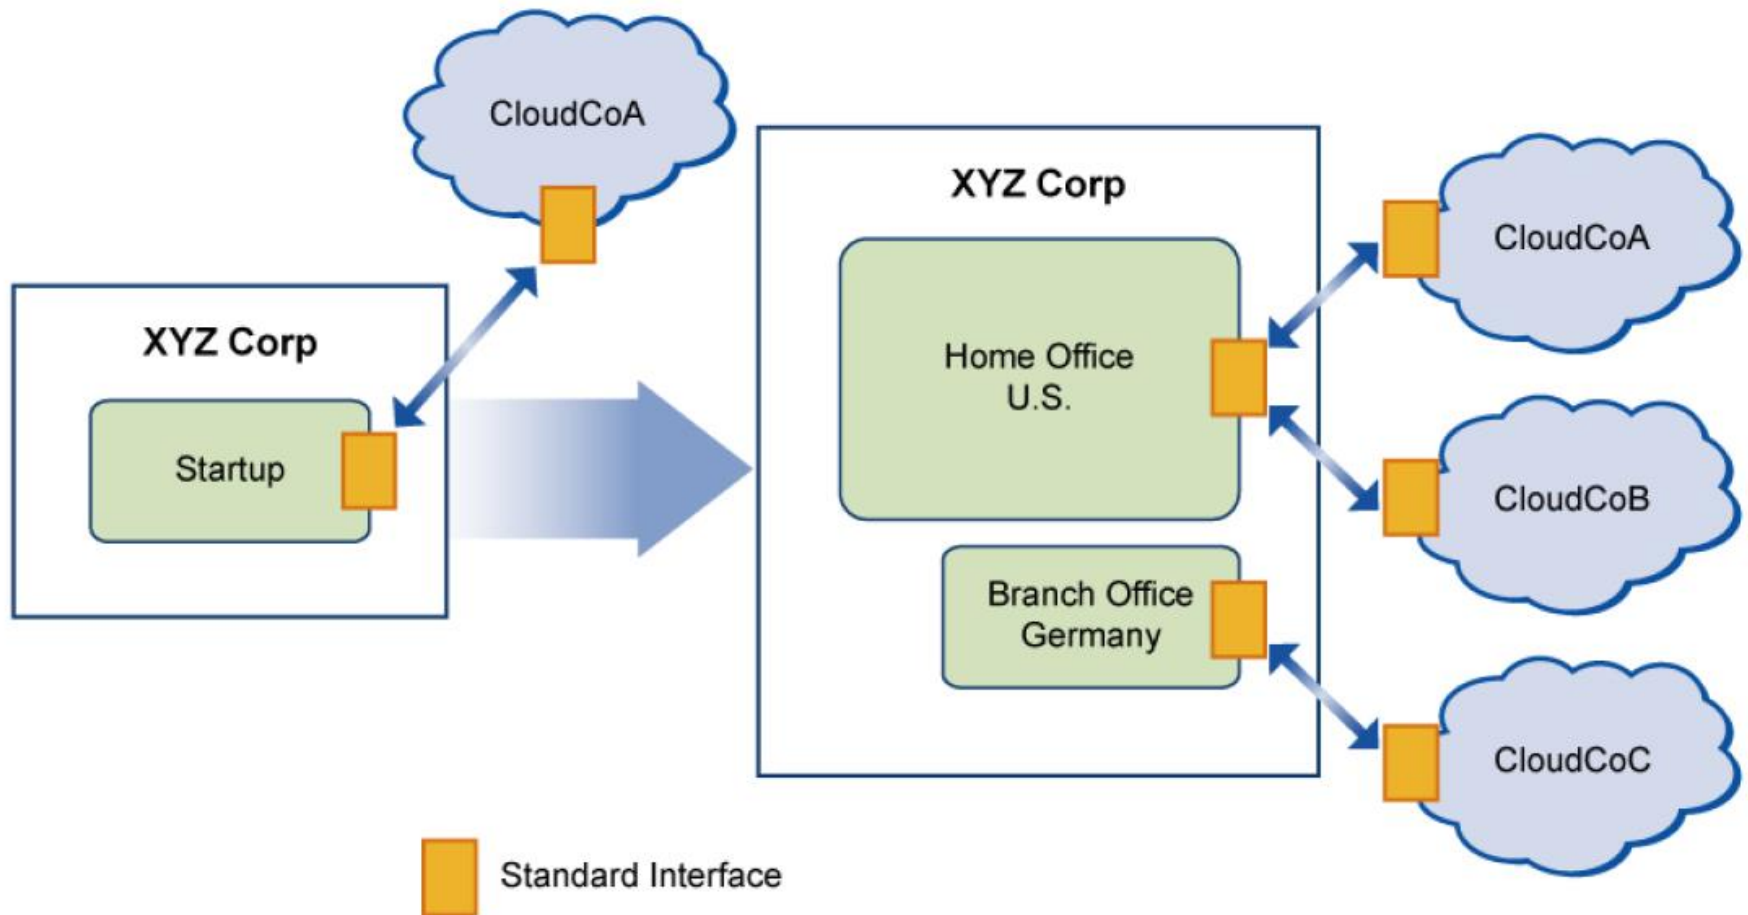 CloudCoA
XYZ Corp
Startup
XYZ Corp
Home Office
U.S.
Branch Office
Germany
CloudCoA
CloudCoB
CloudCoC
Standard Interface